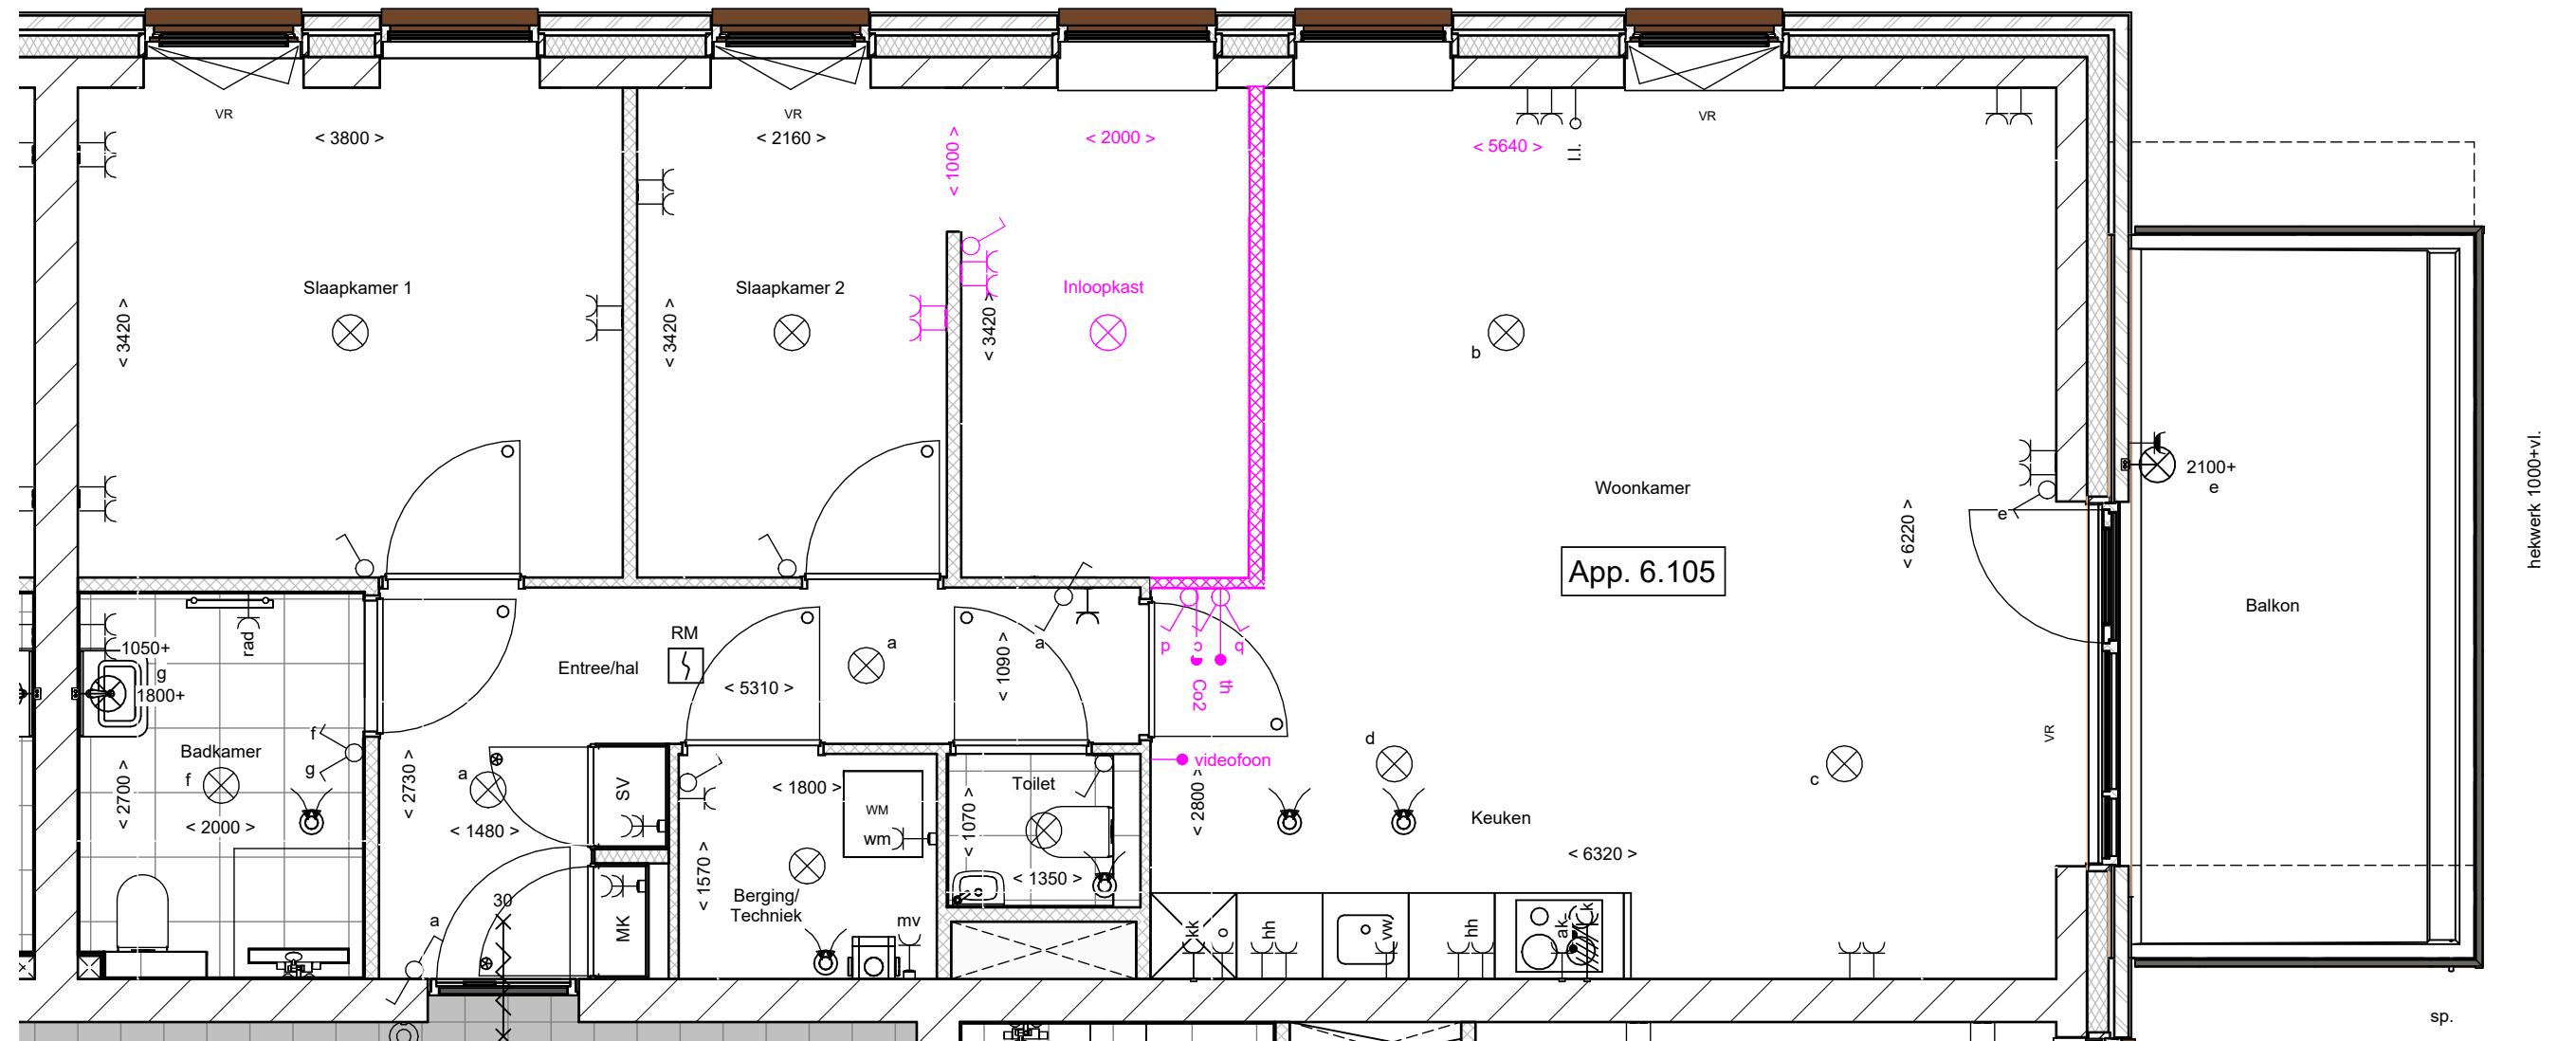 VR
VR
VR
< 3800 >
< 2160 >
< 1000 >
< 2000 >
< 5640 >
l.l.
Slaapkamer 1
Slaapkamer 2
Inloopkast
< 3420 >
< 3420 >
< 3420 >
b
Woonkamer
2100+
e
e
hekwerk 1000+vl.
< 6220 >
App. 6.105
Balkon
rad
1050+
g
1800+
RM
Entree/hal
< 5310 >
a
< 1090 >
a
d
c
b
Co2
th
VR
Badkamer
f
f
g
< 2700 >
< 2000 >
< 2730 >
a
< 1480 >
SV
< 1800 >
WM
wm
Toilet
< 1070 >
videofoon
< 2800 >
d
c
Keuken
< 6320 >
< 1570 >
Berging/
Techniek
< 1350 >
30
a
MK
mv
kk
o
hh
vw
hh
ak
sp.